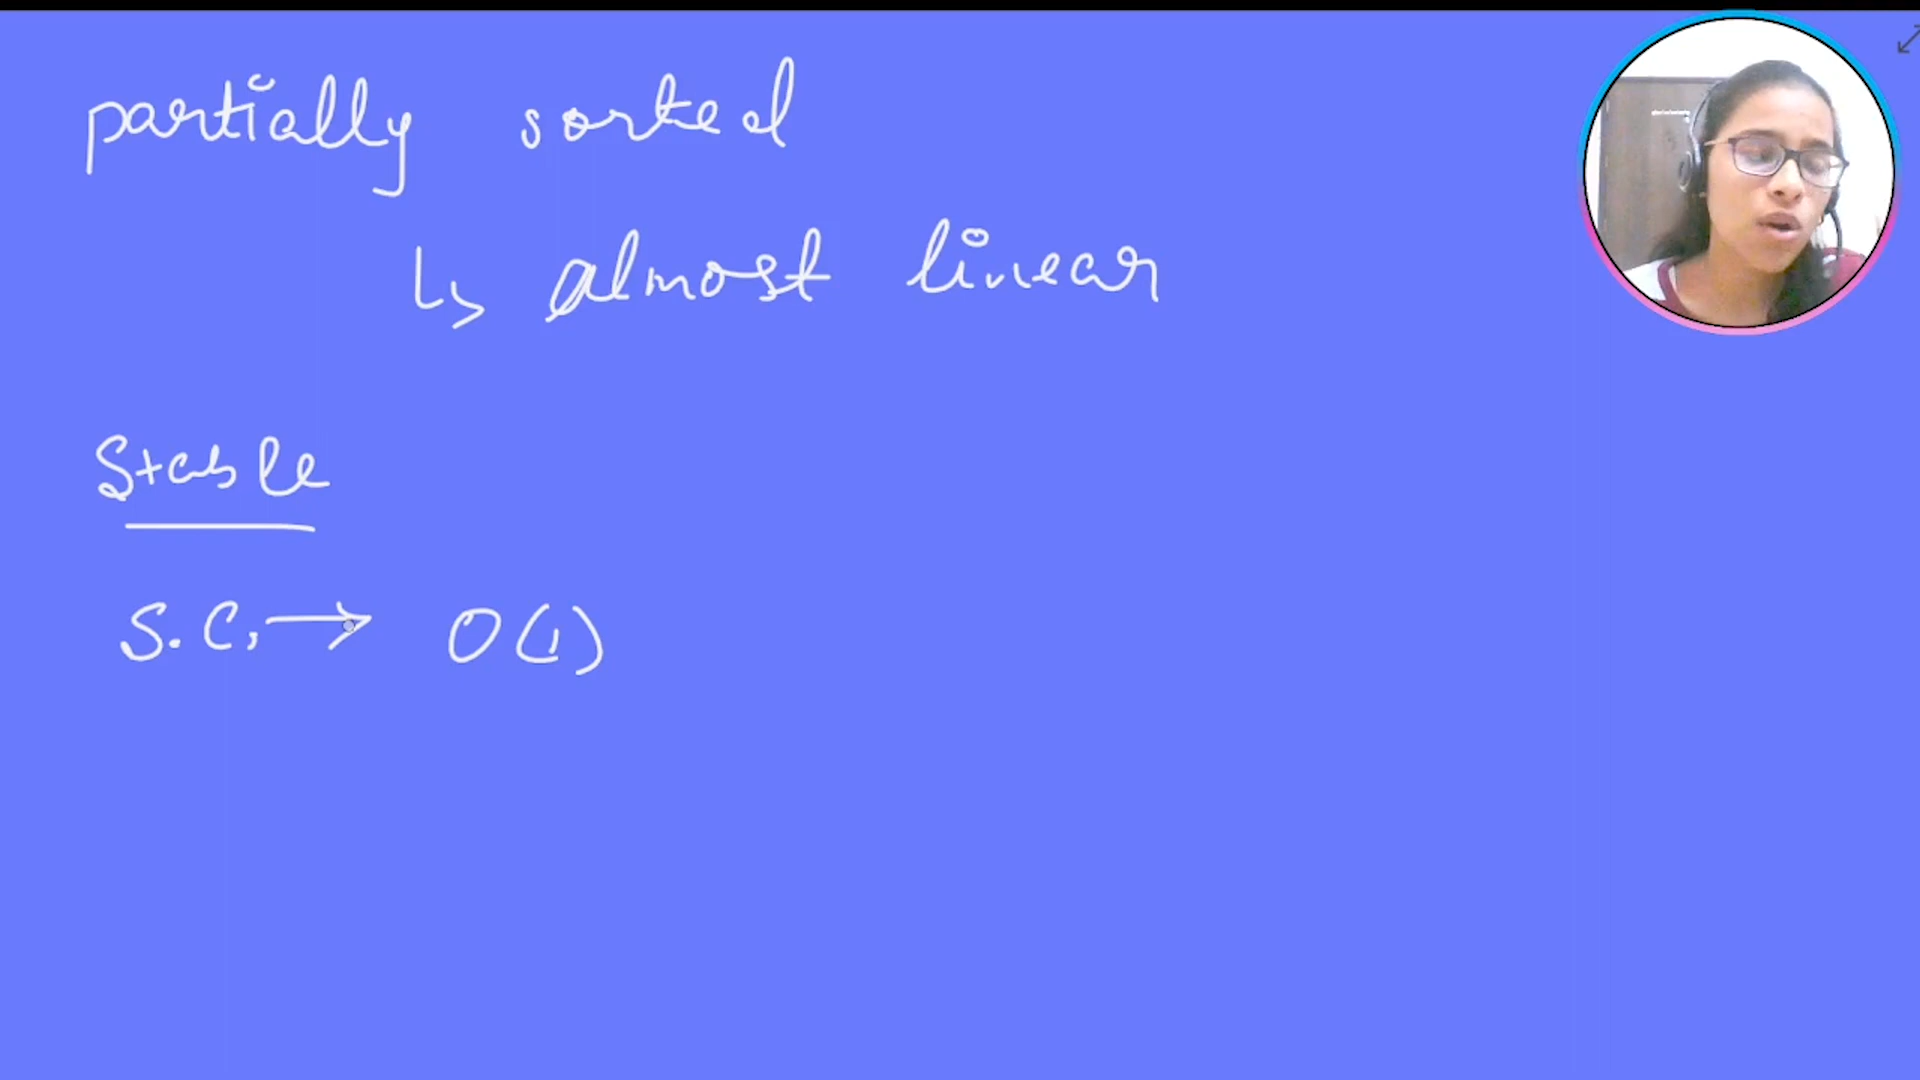 partially sorted
↳ almost linear
Stable
S.C. → O(1)